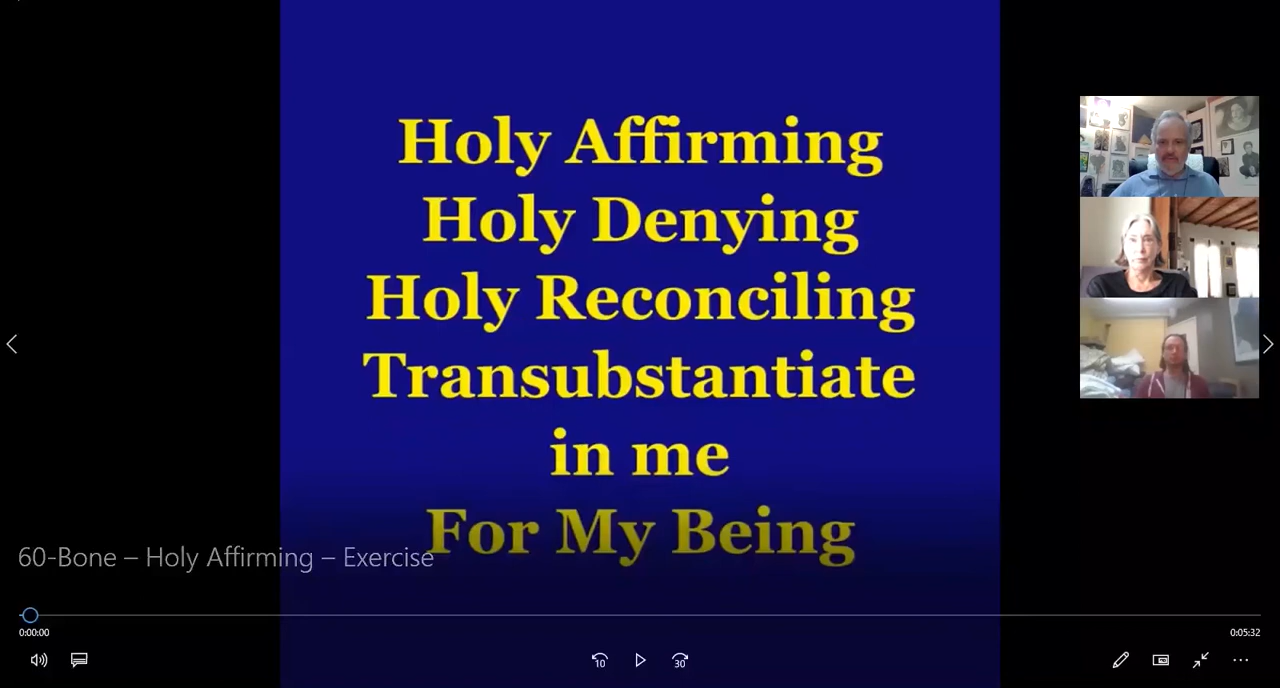 Holy Affirming
Holy Denying
Holy Reconciling
Transubstantiate
in me
For My Being
60-Bone – Holy Affirming – Exercise
0:00:00
0:05:32
10
30